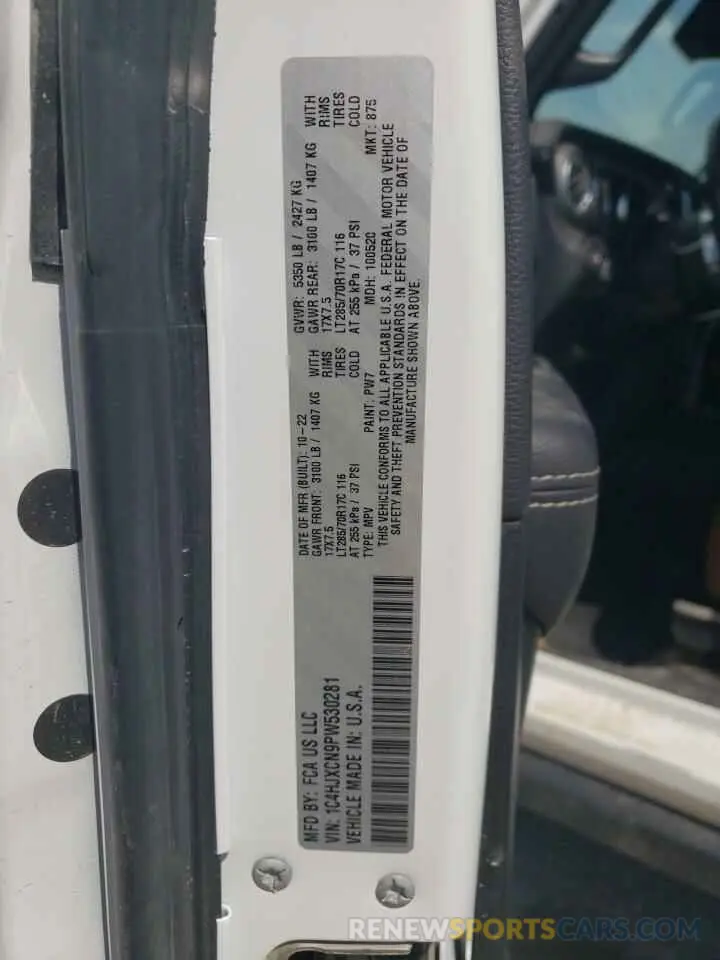 MFD BY: FCA US LLC
VIN: 1C4HJXCN9PW530281
VEHICLE MADE IN: U.S.A.
DATE OF MFR (BUILT): 10-22 GVWR: 5350 LB / 2427 KG
GAWR FRONT: 3100 LB / 1407 KG WITH GAWR REAR: 3100 LB / 1407 KG WITH
17X7.5 RIMS 17X7.5 RIMS
LT285/70R17C 116 TIRES LT285/70R17C 116 TIRES
AT 255 kPa / 37 PSI COLD AT 255 kPa / 37 PSI COLD
TYPE: MPV PAINT: PW7 MDH: 100520 MKT: 875
THIS VEHICLE CONFORMS TO ALL APPLICABLE U.S.A. FEDERAL MOTOR VEHICLE
SAFETY AND THEFT PREVENTION STANDARDS IN EFFECT ON THE DATE OF
MANUFACTURE SHOWN ABOVE.
RENEWSPORTSCARS.COM